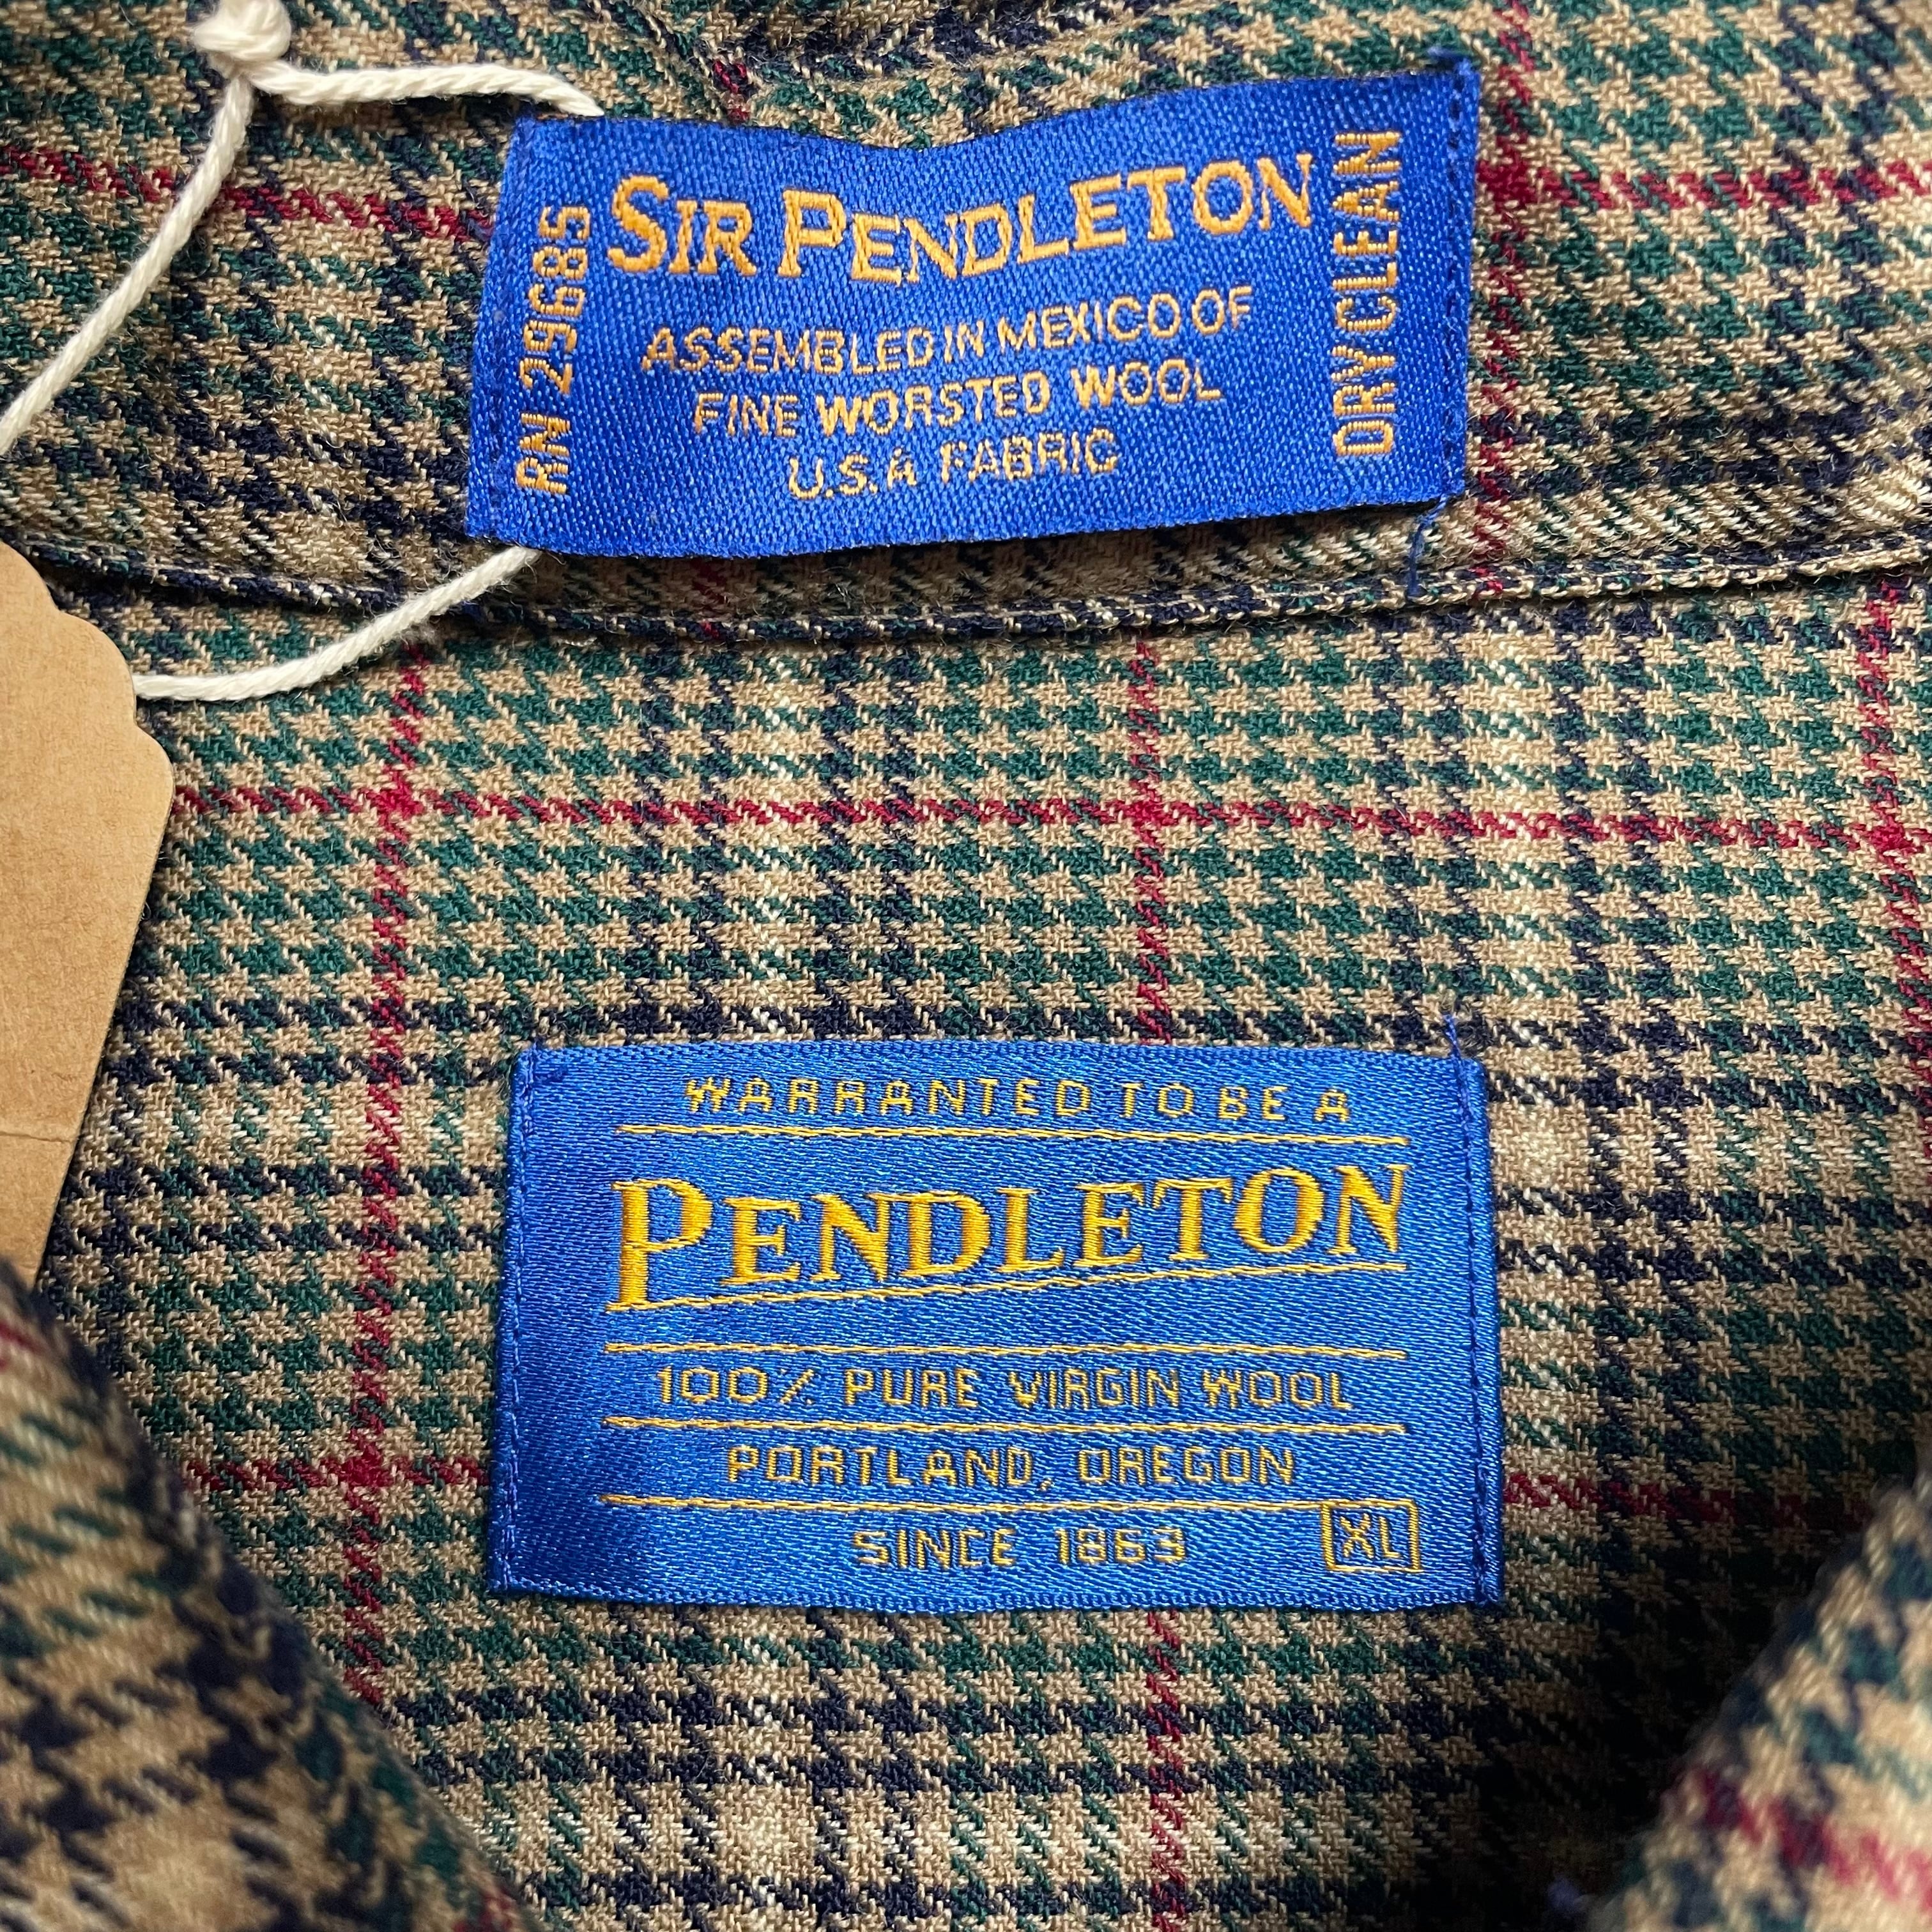 SIR PENDLETON
ASSEMBLED IN MEXICO OF
FINE WORSTED WOOL
U.S.A FABRIC
RN 29685
DRY CLEAN
WARRANTED TO BE A
PENDLETON
100% PURE VIRGIN WOOL
PORTLAND, OREGON
SINCE 1863
XL